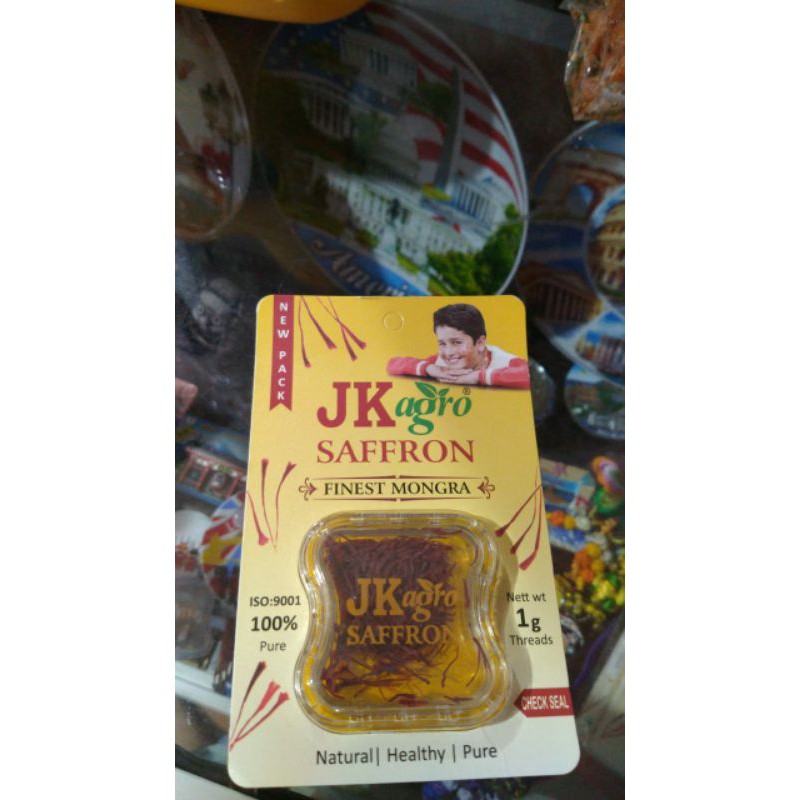 Ameri
NEW PACK
JK agro®
SAFFRON
FINEST MONGRA
JK agro
SAFFRON
ISO:9001
100%
Pure
Nett wt
1g
Threads
CHECK SEAL
Natural| Healthy | Pure